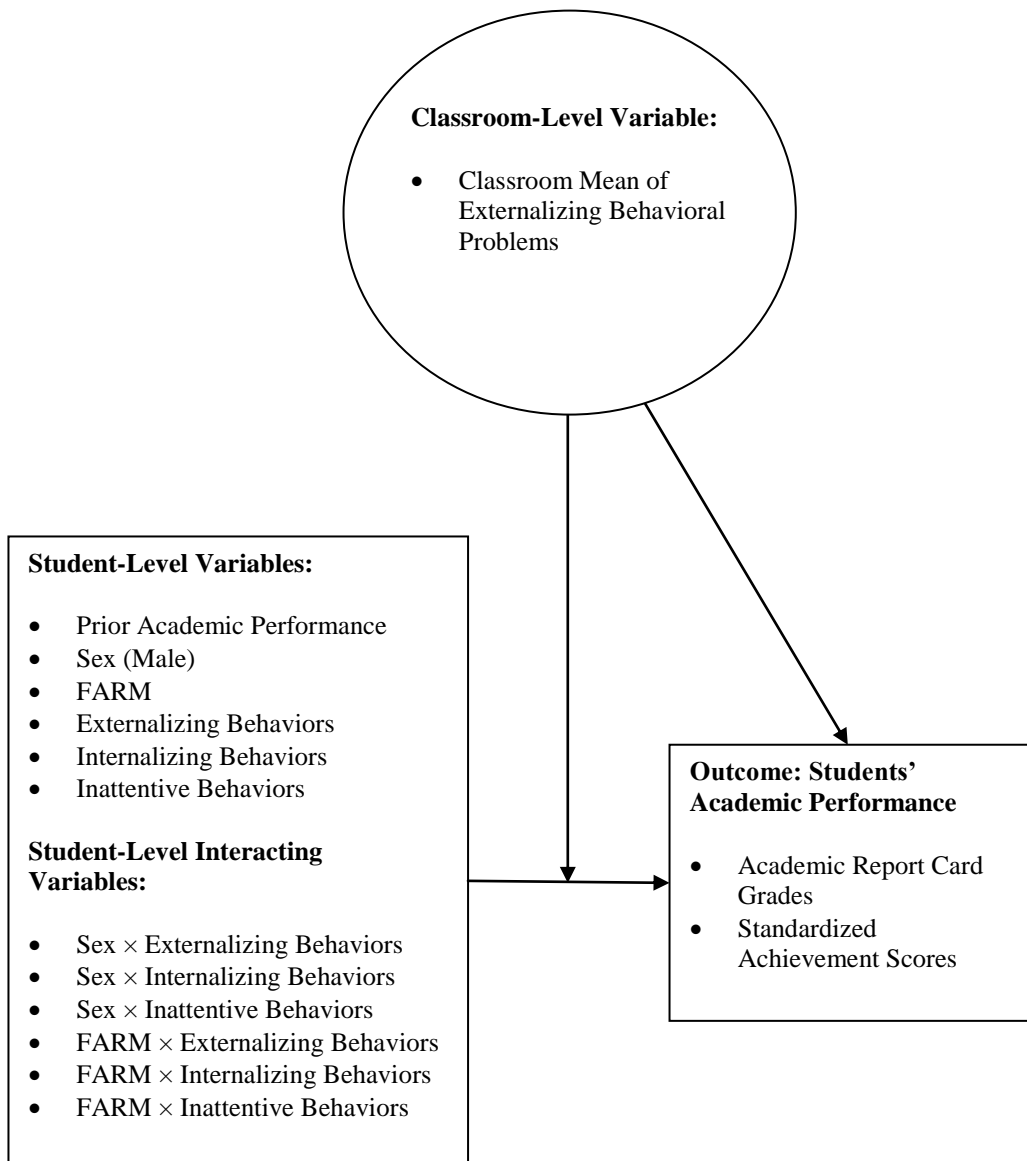 Classroom-Level Variable:
• Classroom Mean of
Externalizing Behavioral
Problems
Student-Level Variables:
• Prior Academic Performance
• Sex (Male)
• FARM
• Externalizing Behaviors
• Internalizing Behaviors
• Inattentive Behaviors
Student-Level Interacting
Variables:
• Sex × Externalizing Behaviors
• Sex × Internalizing Behaviors
• Sex × Inattentive Behaviors
• FARM × Externalizing Behaviors
• FARM × Internalizing Behaviors
• FARM × Inattentive Behaviors
Outcome: Students’
Academic Performance
• Academic Report Card
Grades
• Standardized
Achievement Scores